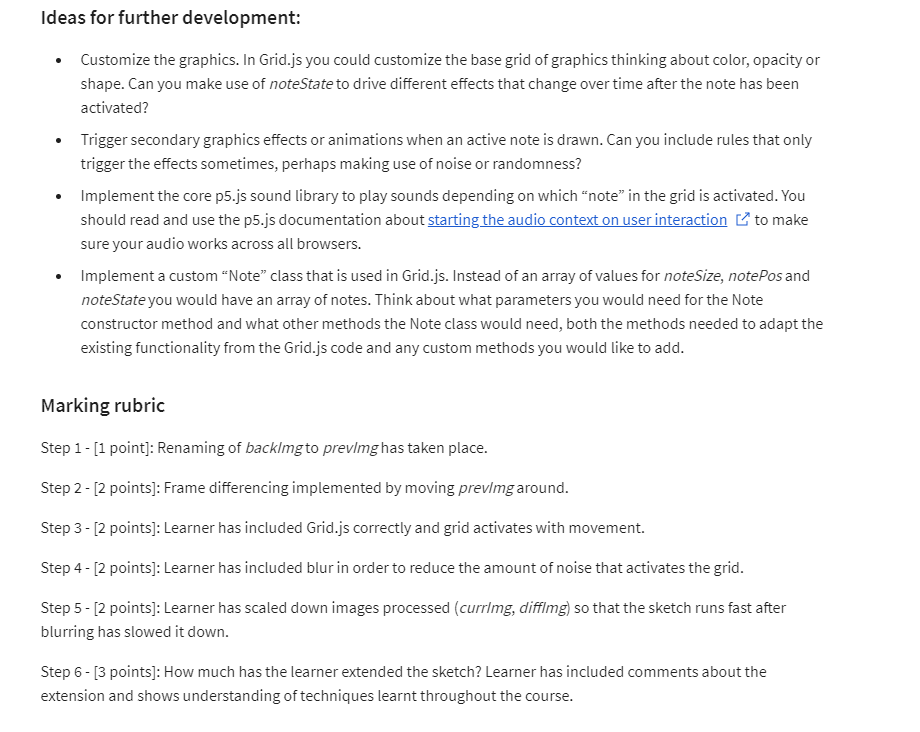 Ideas for further development:
• Customize the graphics. In Grid.js you could customize the base grid of graphics thinking about color, opacity or
shape. Can you make use of noteState to drive different effects that change over time after the note has been
activated?
• Trigger secondary graphics effects or animations when an active note is drawn. Can you include rules that only
trigger the effects sometimes, perhaps making use of noise or randomness?
• Implement the core p5.js sound library to play sounds depending on which “note” in the grid is activated. You
should read and use the p5.js documentation about starting the audio context on user interaction to make
sure your audio works across all browsers.
• Implement a custom “Note” class that is used in Grid.js. Instead of an array of values for noteSize, notePos and
noteState you would have an array of notes. Think about what parameters you would need for the Note
constructor method and what other methods the Note class would need, both the methods needed to adapt the
existing functionality from the Grid.js code and any custom methods you would like to add.
Marking rubric
Step 1 - [1 point]: Renaming of backImg to prevImg has taken place.
Step 2 - [2 points]: Frame differencing implemented by moving prevImg around.
Step 3 - [2 points]: Learner has included Grid.js correctly and grid activates with movement.
Step 4 - [2 points]: Learner has included blur in order to reduce the amount of noise that activates the grid.
Step 5 - [2 points]: Learner has scaled down images processed (currImg, diffImg) so that the sketch runs fast after
blurring has slowed it down.
Step 6 - [3 points]: How much has the learner extended the sketch? Learner has included comments about the
extension and shows understanding of techniques learnt throughout the course.